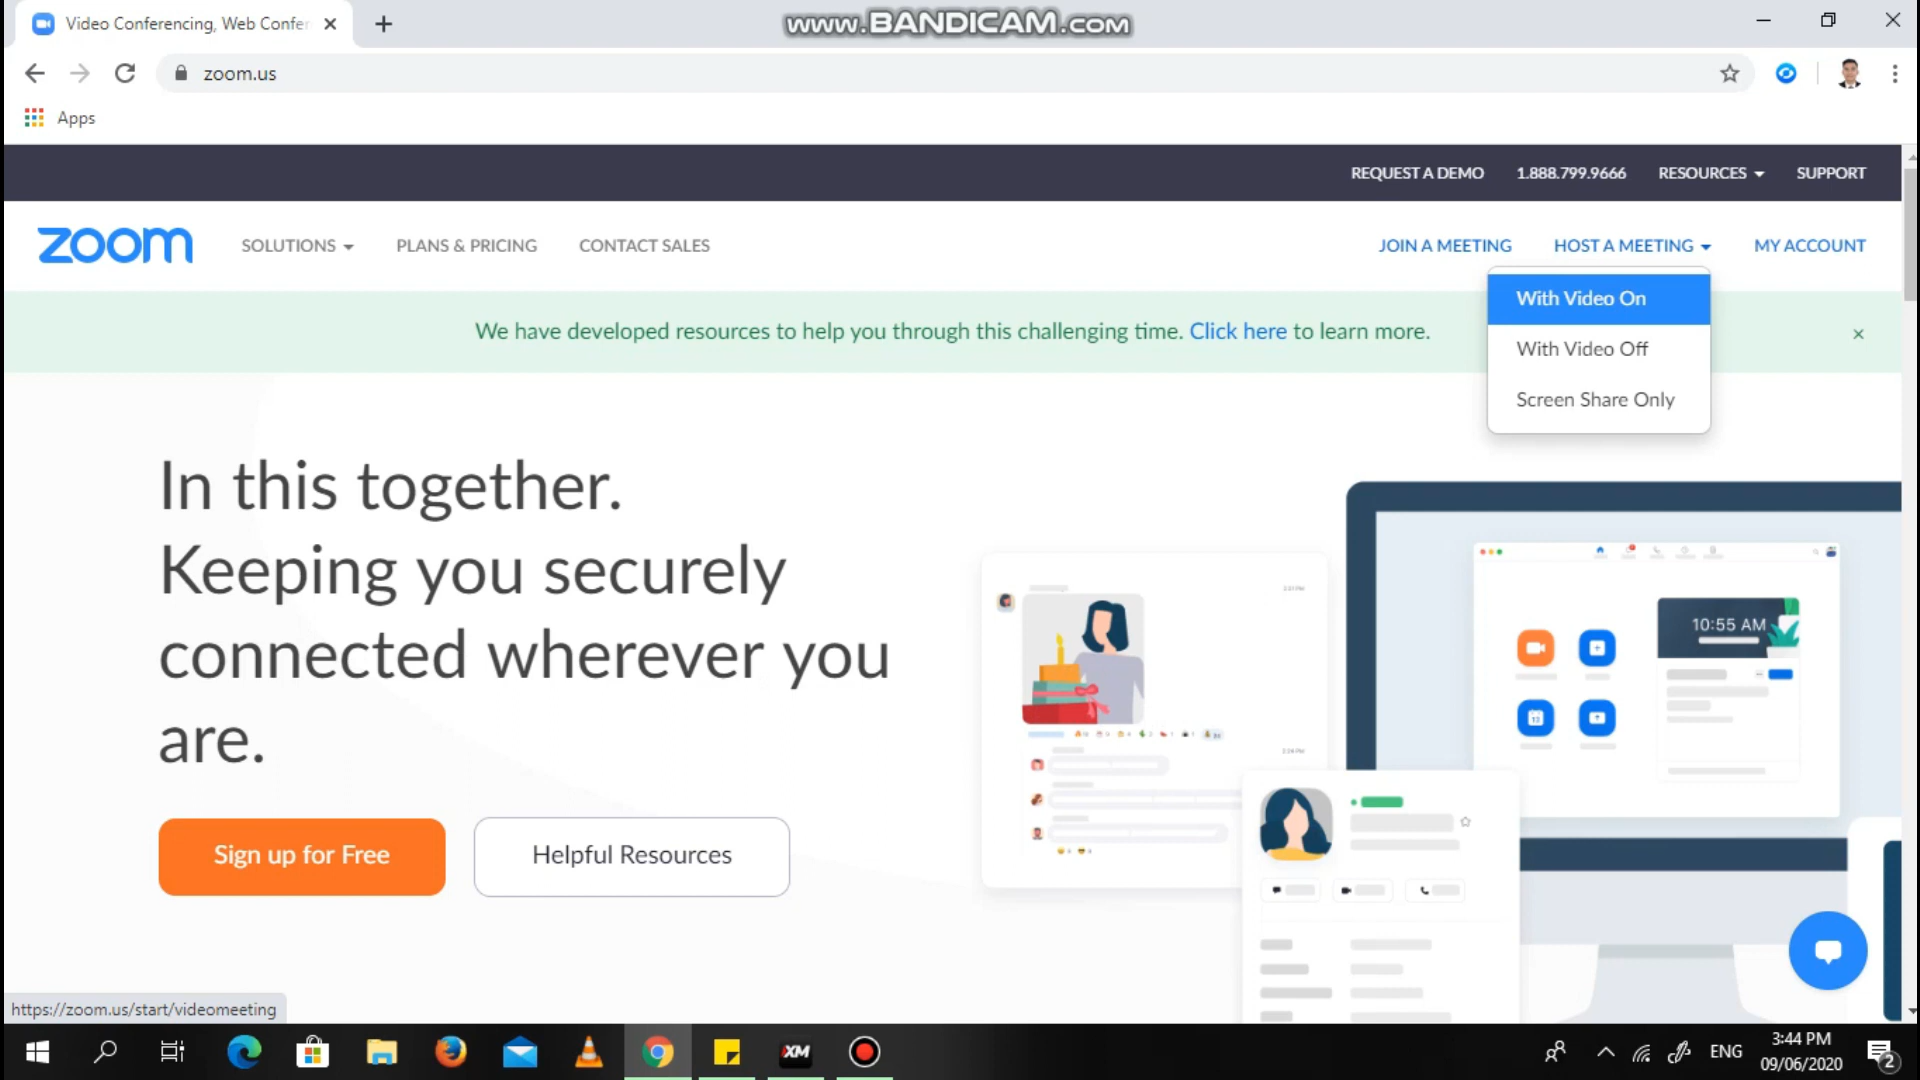 Video Conferencing, Web Confer
www.BANDICAM.com
zoom.us
Apps
REQUEST A DEMO 1.888.799.9666 RESOURCES SUPPORT
zoom SOLUTIONS PLANS & PRICING CONTACT SALES JOIN A MEETING HOST A MEETING MY ACCOUNT
With Video On
With Video Off
Screen Share Only
We have developed resources to help you through this challenging time. Click here to learn more.
In this together.
Keeping you securely
connected wherever you
are.
Sign up for Free
Helpful Resources
10:55 AM
https://zoom.us/start/videomeeting
XM
ENG
3:44 PM
09/06/2020
2